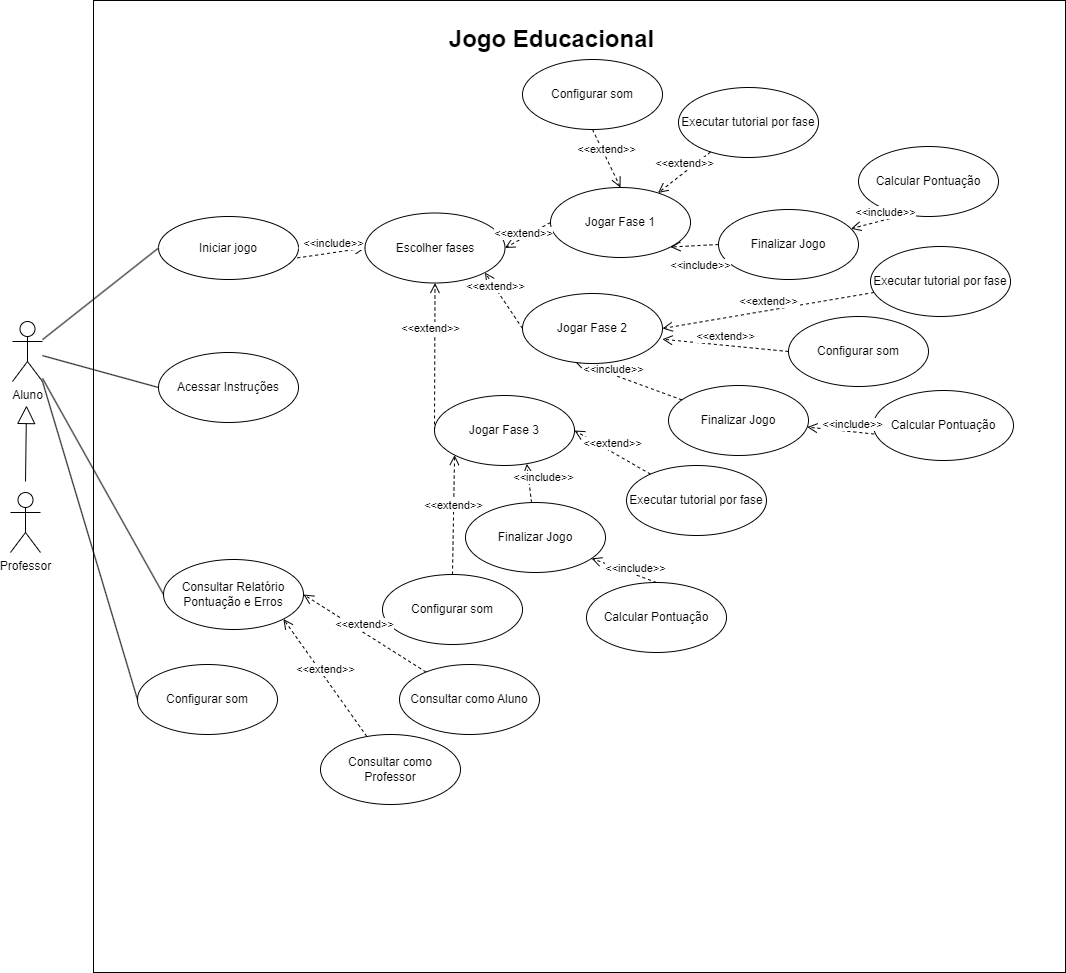 Jogo Educacional
Configurar som
Executar tutorial por fase
<<extend>>
<<extend>>
Calcular Pontuação
<<include>>
Jogar Fase 1
<<extend>>
Iniciar jogo
<<include>>
Escolher fases
Finalizar Jogo
<<include>>
Executar tutorial por fase
<<extend>>
<<extend>>
Jogar Fase 2
<<extend>>
<<extend>>
Configurar som
<<include>>
Aluno
Acessar Instruções
Finalizar Jogo
<<include>>
Calcular Pontuação
Jogar Fase 3
<<extend>>
<<include>>
Executar tutorial por fase
<<extend>>
Finalizar Jogo
Professor
<<include>>
Consultar Relatório
Pontuação e Erros
Configurar som
Calcular Pontuação
<<extend>>
<<extend>>
Configurar som
Consultar como Aluno
Consultar como
Professor